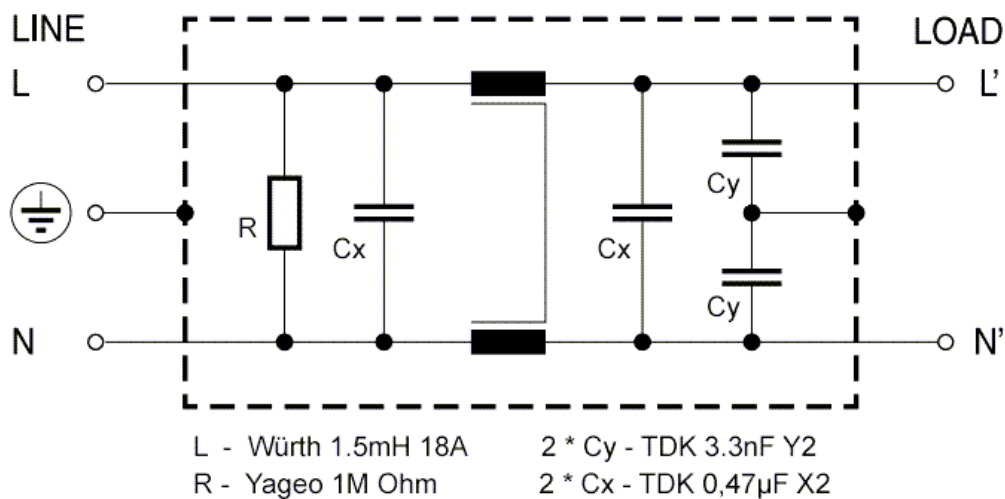 LINE
LOAD
L
L'
R
Cx
Cx
Cy
Cy
N
N'
L - Würth 1.5mH 18A
2 * Cy - TDK 3.3nF Y2
R - Yageo 1M Ohm
2 * Cx - TDK 0,47µF X2